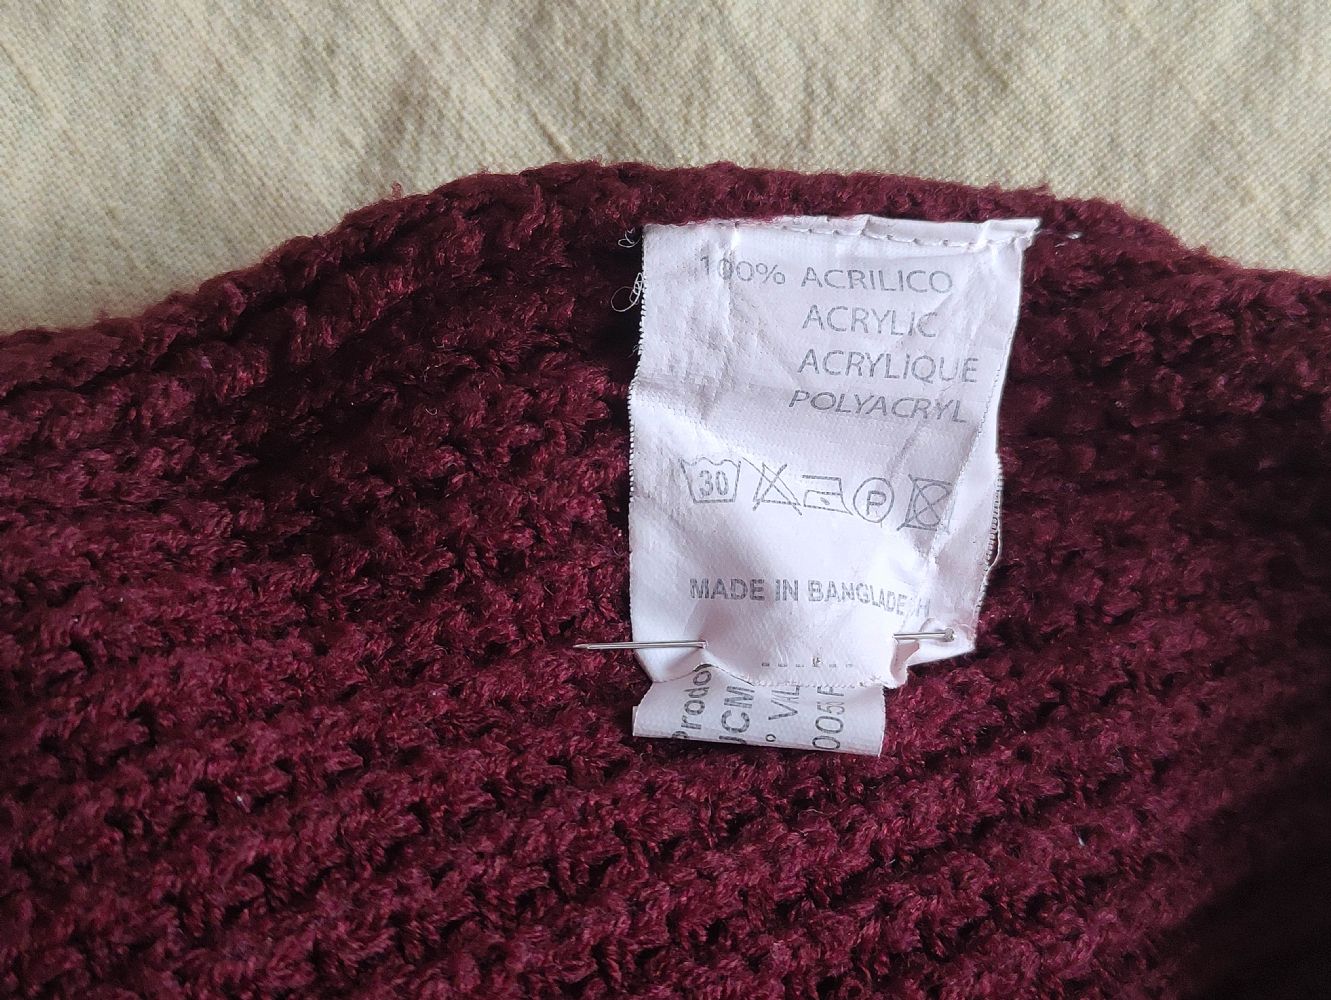 100% ACRILICO
ACRYLIC
ACRYLIQUE
POLYACRYL
30 P
MADE IN BANGLADESH